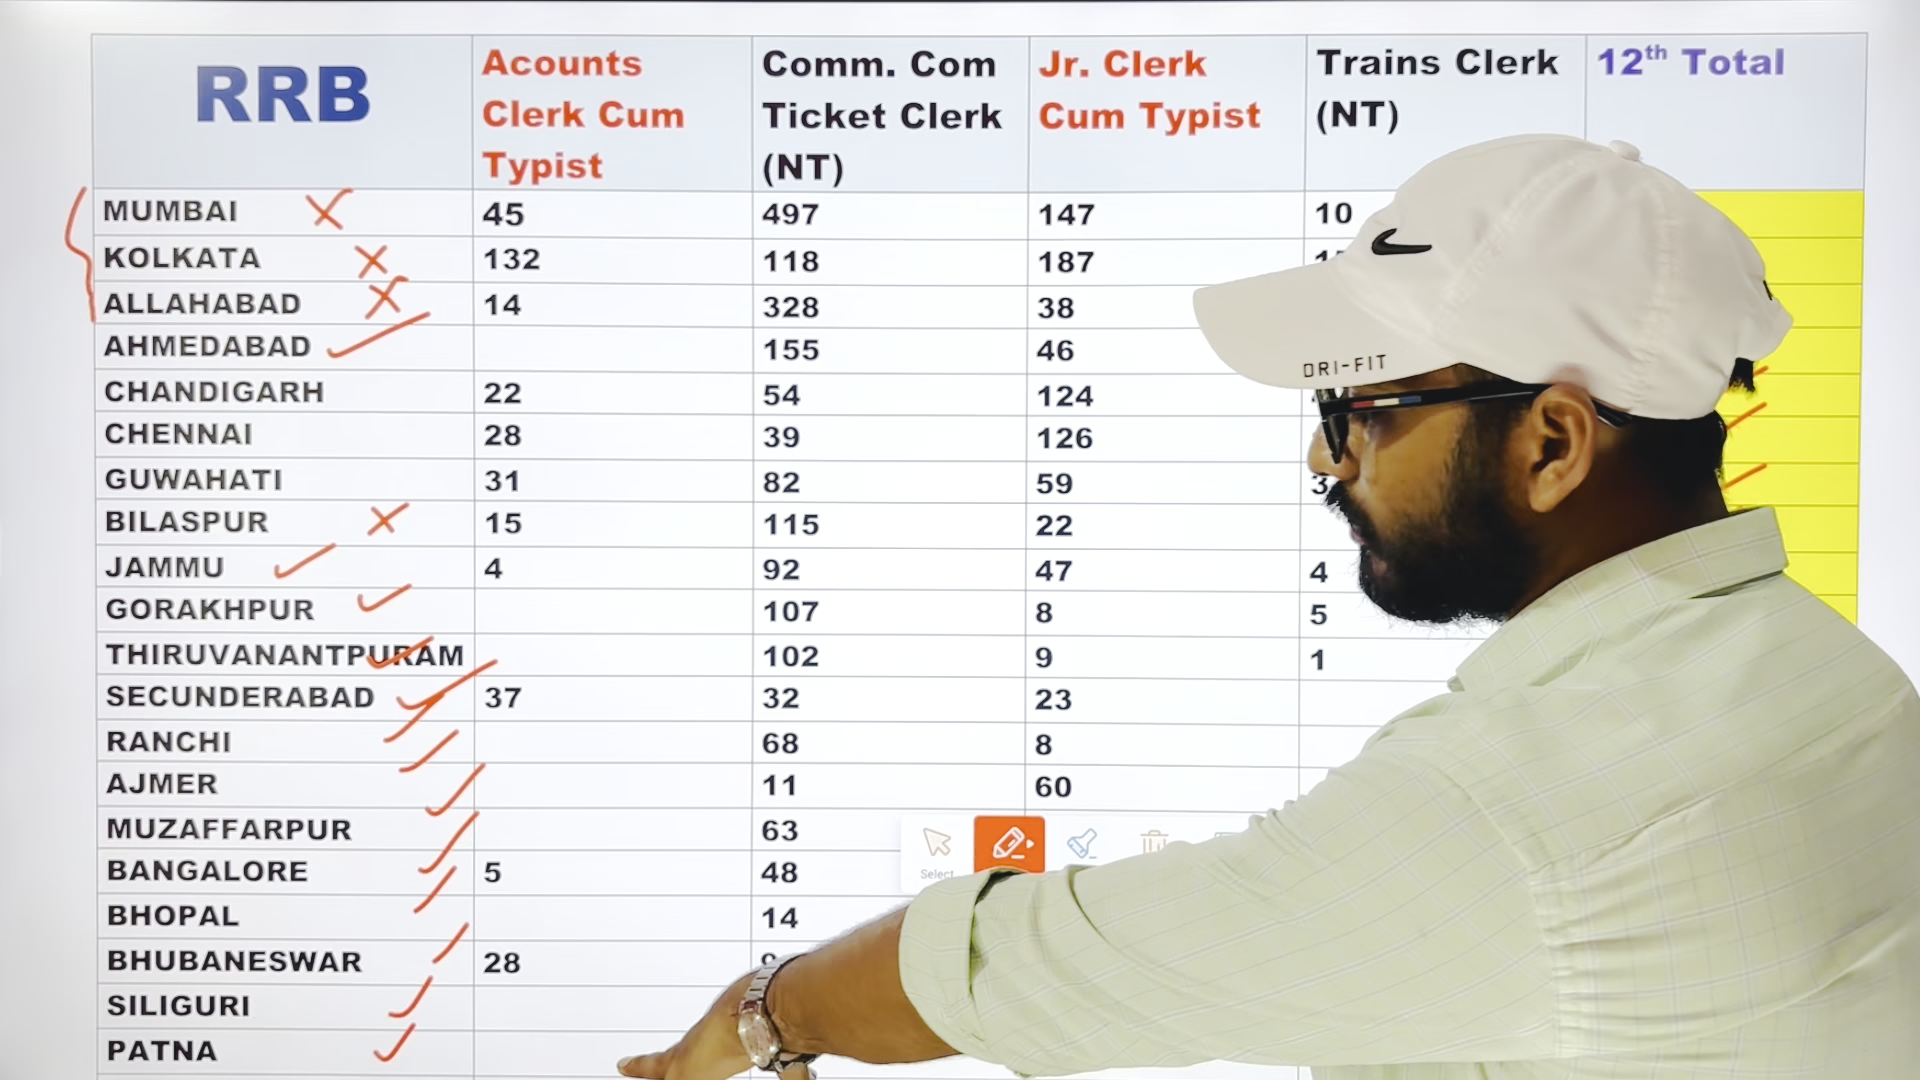 RRB Acounts Clerk Cum Typist Comm. Com Ticket Clerk (NT) Jr. Clerk Cum Typist Trains Clerk (NT) 12th Total
MUMBAI 45 497 147 10
KOLKATA 132 118 187
ALLAHABAD 14 328 38
AHMEDABAD 155 46
CHANDIGARH 22 54 124
CHENNAI 28 39 126
GUWAHATI 31 82 59
BILASPUR 15 115 22
JAMMU 4 92 47 4
GORAKHPUR 107 8 5
THIRUVANANTPURAM 102 9 1
SECUNDERABAD 37 32 23
RANCHI 68 8
AJMER 11 60
MUZAFFARPUR 63
BANGALORE 5 48
BHOPAL 14
BHUBANESWAR 28
SILIGURI
PATNA
Select
DRI-FIT